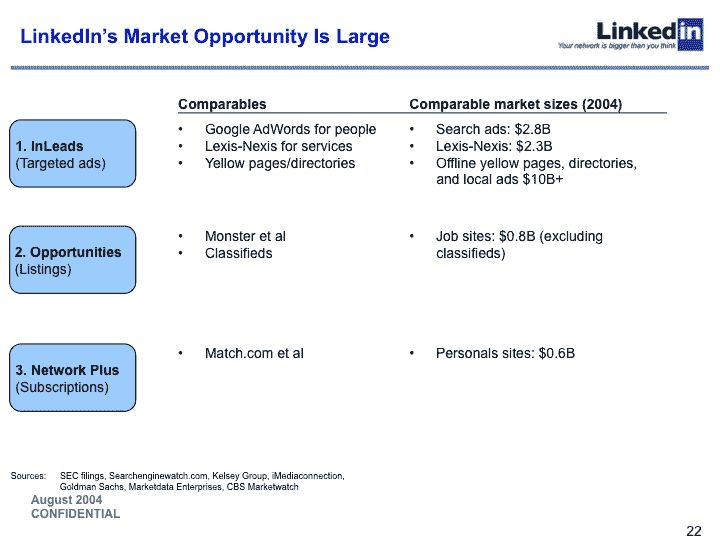 LinkedIn's Market Opportunity Is Large
Linkedin
Your network is bigger than you think
Comparables
Comparable market sizes (2004)
1. InLeads
(Targeted ads)
• Google AdWords for people
• Lexis-Nexis for services
• Yellow pages/directories
• Search ads: $2.8B
• Lexis-Nexis: $2.3B
• Offline yellow pages, directories,
and local ads $10B+
2. Opportunities
(Listings)
• Monster et al
• Classifieds
• Job sites: $0.8B (excluding
classifieds)
3. Network Plus
(Subscriptions)
• Match.com et al
• Personals sites: $0.6B
Sources: SEC filings, Searchenginewatch.com, Kelsey Group, iMediaconnection,
Goldman Sachs, Marketdata Enterprises, CBS Marketwatch
August 2004
CONFIDENTIAL
22